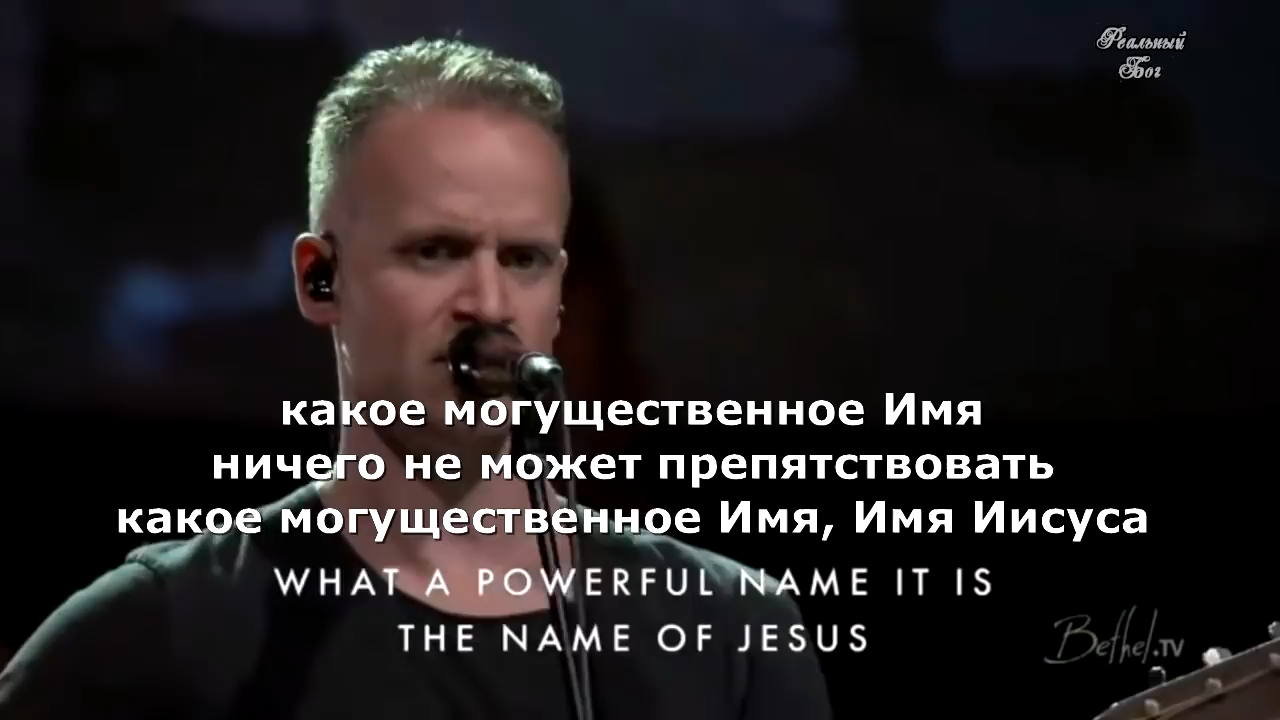 Реальный
Бог
какое могущественное Имя
ничего не может препятствовать
какое могущественное Имя, Имя Иисуса
WHAT A POWERFUL NAME IT IS
THE NAME OF JESUS
Bethel.TV